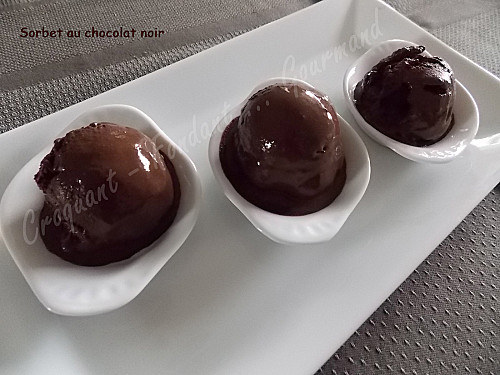 Sorbet au chocolat noir
Croquant - Fondant ... Gourmand